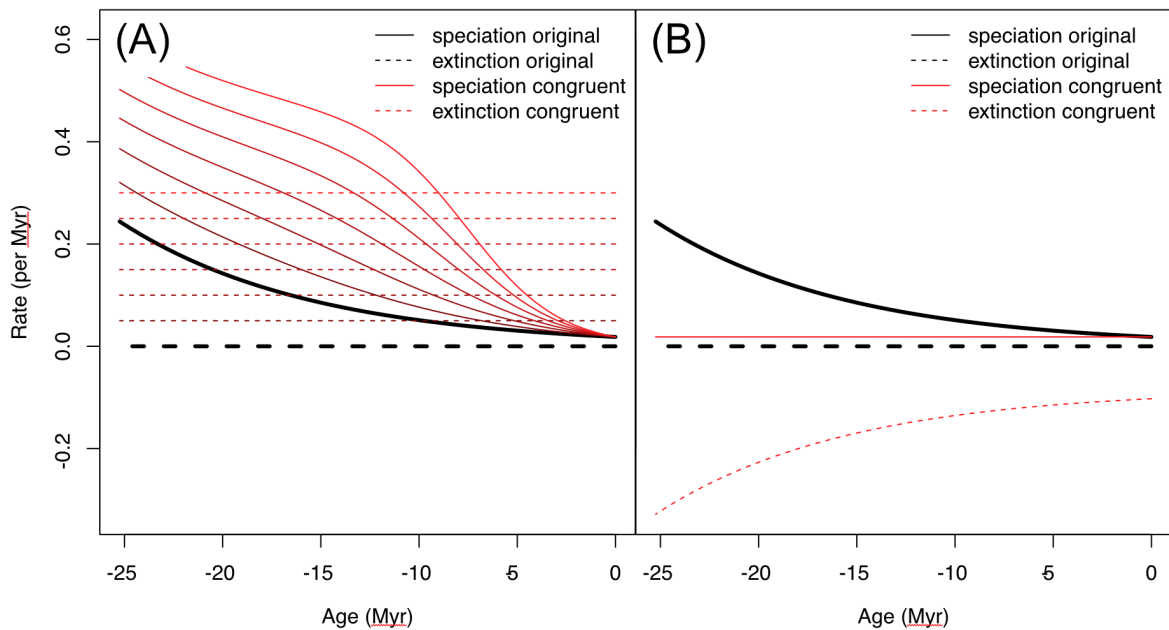 (A)
speciation original
extinction original
speciation congruent
extinction congruent
(B)
speciation original
extinction original
speciation congruent
extinction congruent
Rate (per Myr)
0.6
0.4
0.2
0.0
-0.2
-25 -20 -15 -10 -5 0
-25 -20 -15 -10 -5 0
Age (Myr)
Age (Myr)